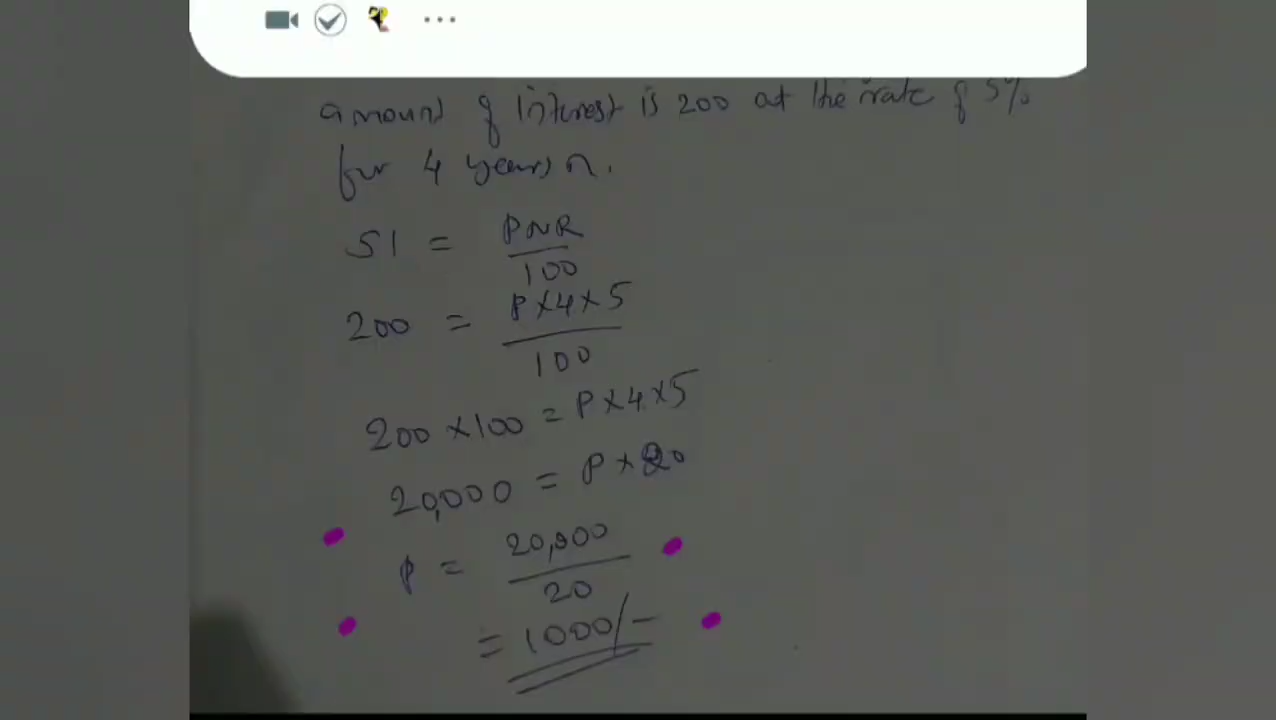 amount of interest is 200 at the rate of 5%
for 4 years n.
SI = PNR
100
200 = P×4×5
100
200 ×100 = P×4×5
20,000 = P × 20
P = 20,000
20
= 1000/-